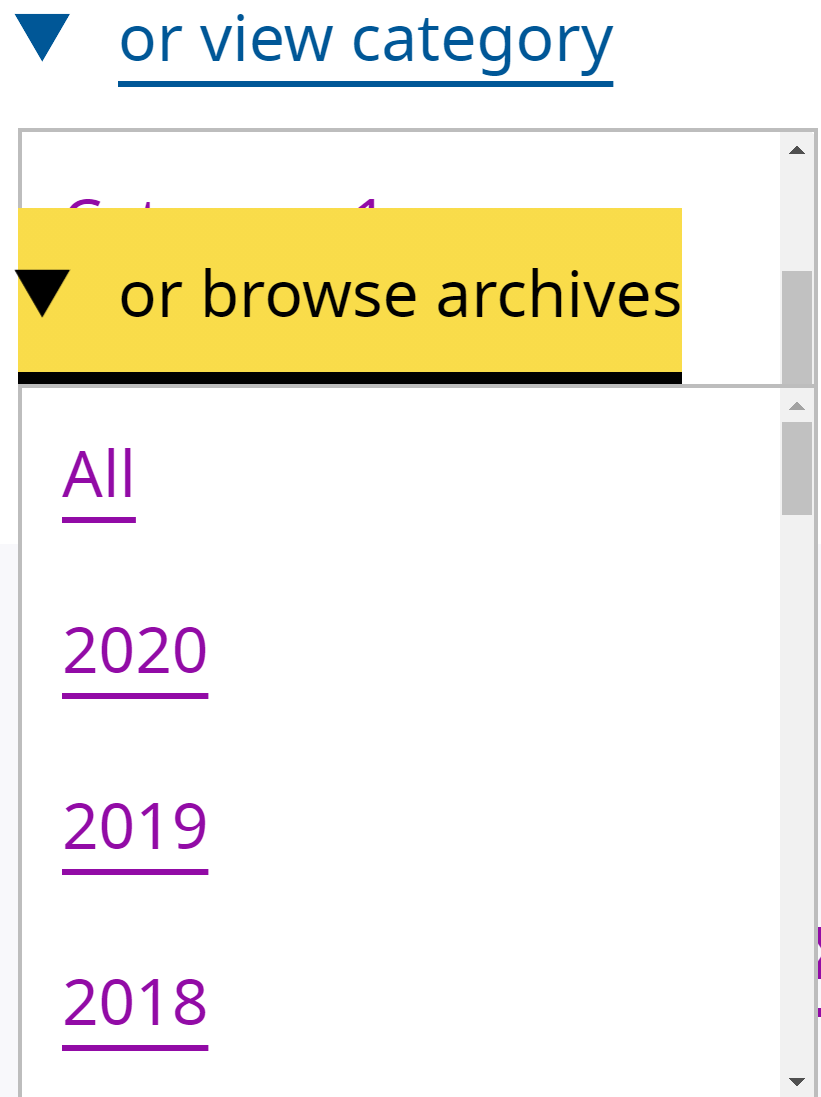 or view category
or browse archives
All
2020
2019
2018